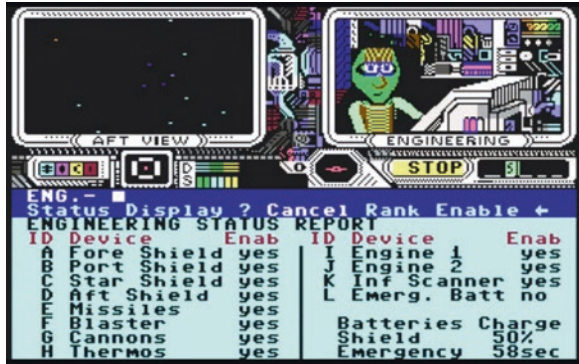 AFT VIEW
ENGINEERING
D
S
STOP
ENG.-
Status Display ? Cancel Rank Enable ←
ENGINEERING STATUS REPORT
ID Device Enab ID Device Enab
A Fore Shield yes I Engine 1 yes
B Port Shield yes J Engine 2 yes
C Star Shield yes K Inf Scanner yes
D Aft Shield yes L Emerg. Batt no
E Missiles yes
F Blaster yes Batteries Charge
G Cannons yes Shield 50%
H Thermos yes Emergency 58sec